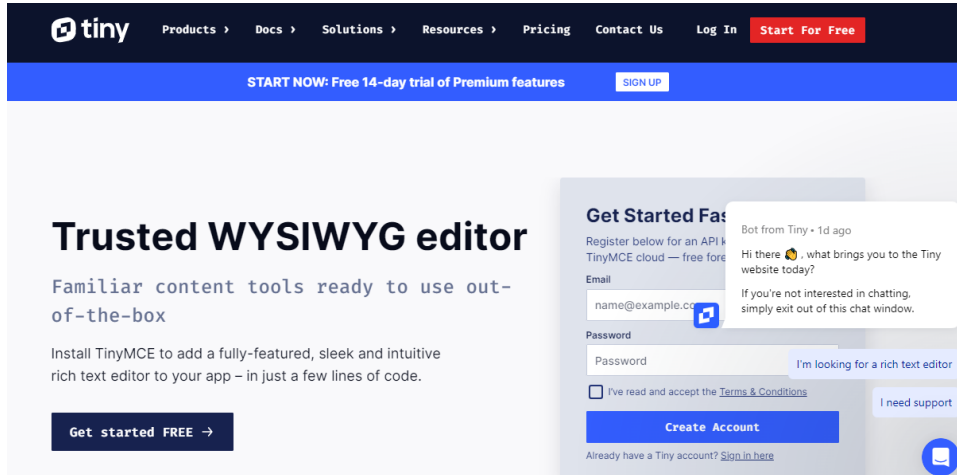 tiny
Products › Docs › Solutions › Resources › Pricing Contact Us Log In Start For Free
START NOW: Free 14-day trial of Premium features SIGN UP
Trusted WYSIWYG editor
Familiar content tools ready to use out-
of-the-box
Install TinyMCE to add a fully-featured, sleek and intuitive
rich text editor to your app – in just a few lines of code.
Get started FREE →
Get Started
Register below for an API
TinyMCE cloud — free
Email
name@example.
Password
Password
I've read and accept the Terms & Conditions
Create Account
Already have a Tiny account? Sign in here
Bot from Tiny • 1d ago
Hi there 👋 , what brings you to the Tiny
website today?
If you're not interested in chatting,
simply exit out of this chat window.
I'm looking for a rich text editor
I need support